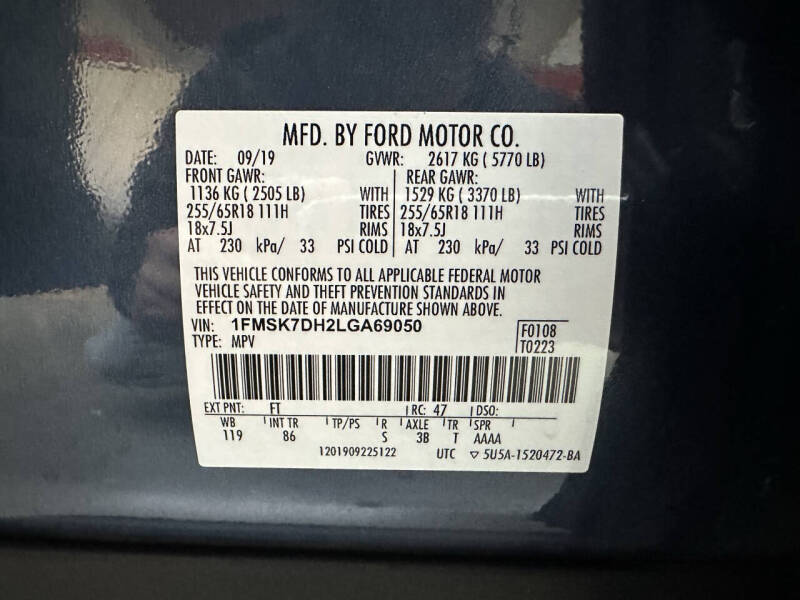 MFD. BY FORD MOTOR CO.
DATE: 09/19 GVWR: 2617 KG ( 5770 LB)
FRONT GAWR: REAR GAWR:
1136 KG ( 2505 LB) WITH 1529 KG ( 3370 LB) WITH
255/65R18 111H TIRES 255/65R18 111H TIRES
18x7.5J RIMS 18x7.5J RIMS
AT 230 kPa/ 33 PSI COLD AT 230 kPa/ 33 PSI COLD
THIS VEHICLE CONFORMS TO ALL APPLICABLE FEDERAL MOTOR
VEHICLE SAFETY AND THEFT PREVENTION STANDARDS IN
EFFECT ON THE DATE OF MANUFACTURE SHOWN ABOVE.
VIN: 1FMSK7DH2LGA69050 F0108
TYPE: MPV T0223
EXT PNT: FT RC: 47 DSO:
WB INT TR TP/PS R AXLE TR SPR
119 86 S 3B T AAAA
1201909225122 UTC ▽ 5U5A-1520472-BA